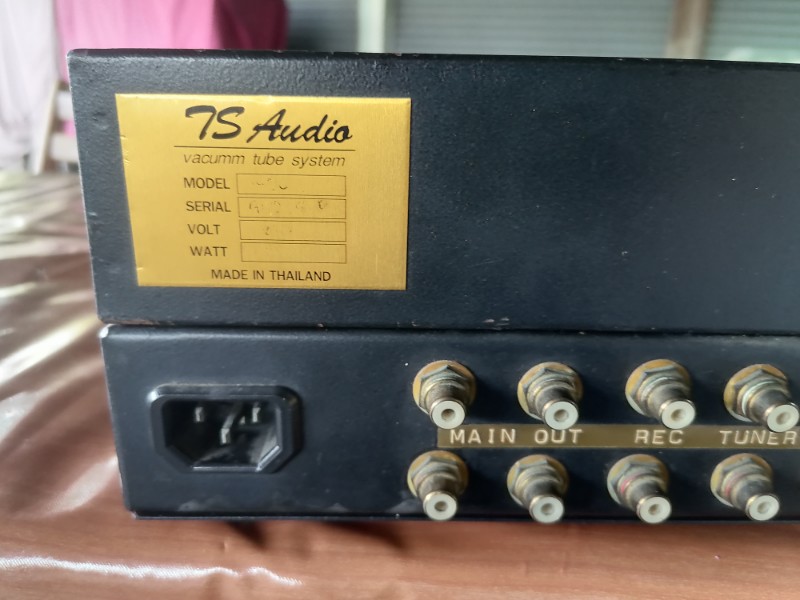 TS Audio
vacumm tube system
MODEL
SERIAL
VOLT
WATT
MADE IN THAILAND
MAIN OUT REC TUNER